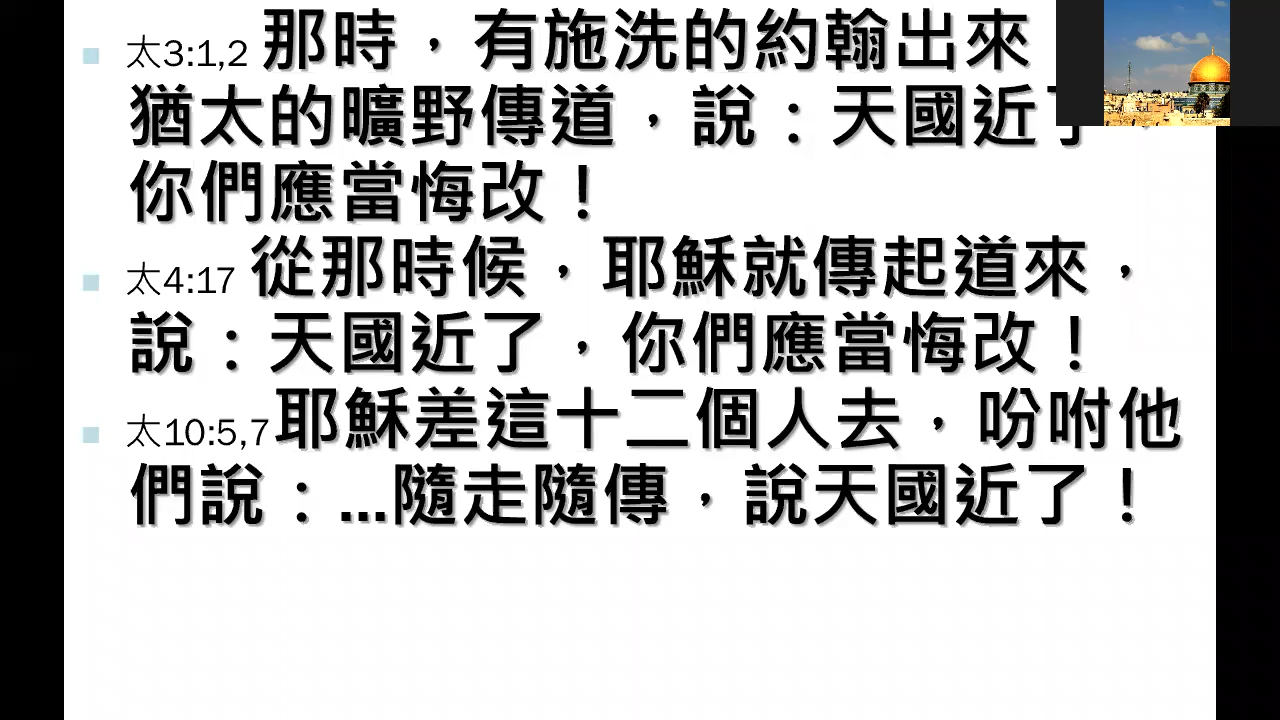 太3:1,2 那時，有施洗的約翰出來
猶太的曠野傳道，說：天國近了
你們應當悔改！
太4:17 從那時候，耶穌就傳起道來，
說：天國近了，你們應當悔改！
太10:5,7耶穌差這十二個人去，吩咐他
們說：…隨走隨傳，說天國近了！